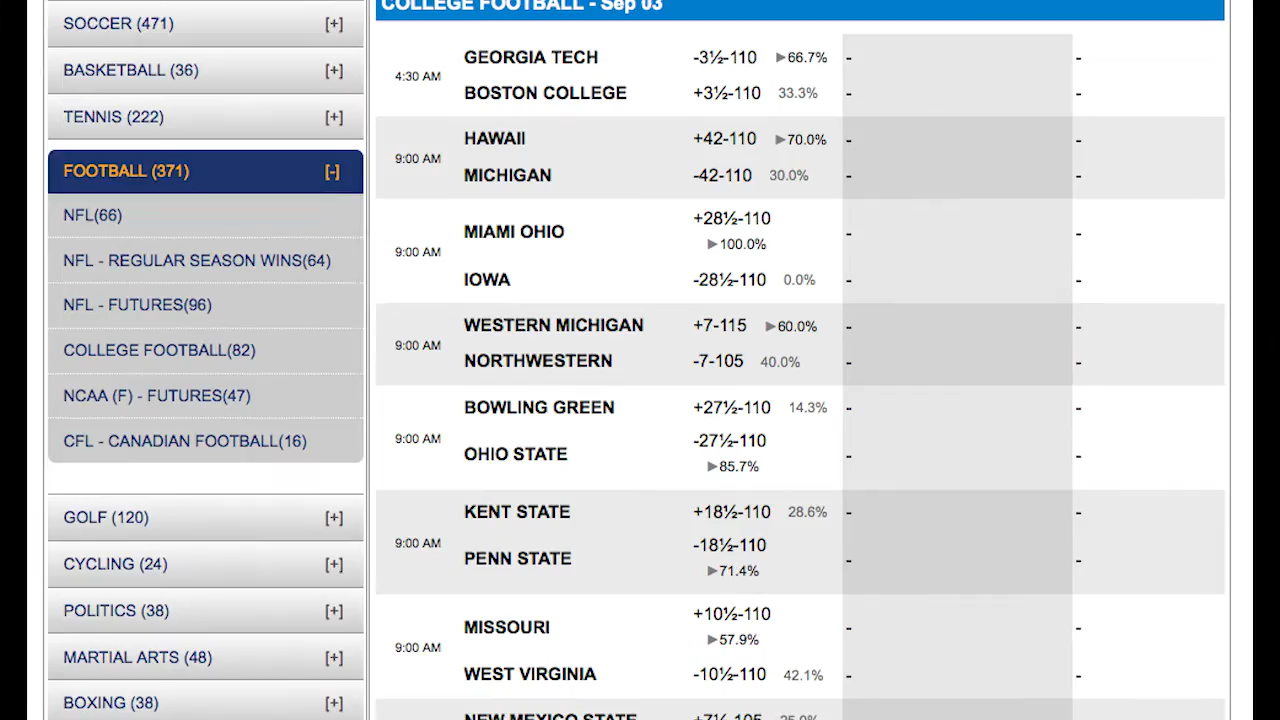 SOCCER (471) [+]
BASKETBALL (36) [+]
TENNIS (222) [+]
FOOTBALL (371) [-]
NFL(66)
NFL - REGULAR SEASON WINS(64)
NFL - FUTURES(96)
COLLEGE FOOTBALL(82)
NCAA (F) - FUTURES(47)
CFL - CANADIAN FOOTBALL(16)
GOLF (120) [+]
CYCLING (24) [+]
POLITICS (38) [+]
MARTIAL ARTS (48) [+]
BOXING (38) [+]
COLLEGE FOOTBALL - Sep 03
4:30 AM
GEORGIA TECH -3½-110 ►66.7% - -
BOSTON COLLEGE +3½-110 33.3% - -
9:00 AM
HAWAII +42-110 ►70.0% - -
MICHIGAN -42-110 30.0% - -
9:00 AM
MIAMI OHIO +28½-110 ►100.0% - -
IOWA -28½-110 0.0% - -
9:00 AM
WESTERN MICHIGAN +7-115 ►60.0% - -
NORTHWESTERN -7-105 40.0% - -
9:00 AM
BOWLING GREEN +27½-110 14.3% - -
OHIO STATE -27½-110 ►85.7% - -
9:00 AM
KENT STATE +18½-110 28.6% - -
PENN STATE -18½-110 ►71.4% - -
9:00 AM
MISSOURI +10½-110 ►57.9% - -
WEST VIRGINIA -10½-110 42.1% - -
NEW MEXICO STATE